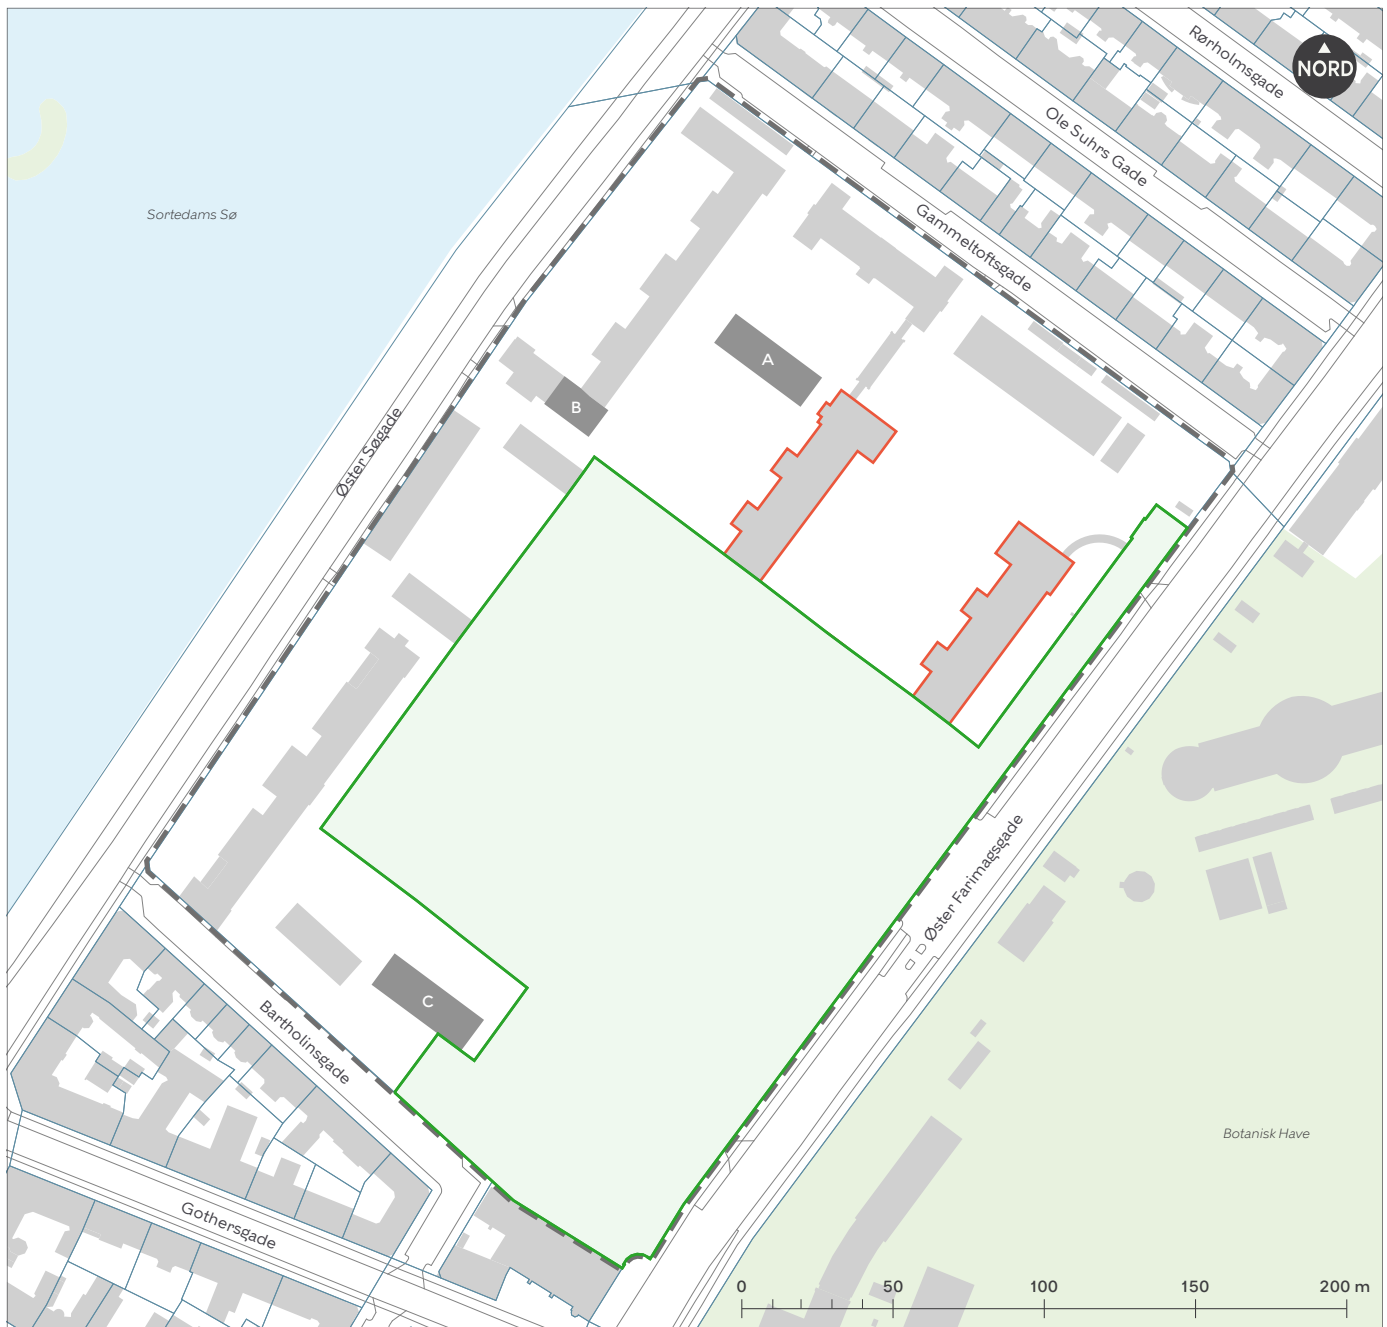 Rørholmsgade
NORD
Ole Suhrs Gade
Sortedams Sø
Gammeltoftsgade
A
B
Øster Søgade
Øster Farimagsgade
C
Bartholinsgade
Botanisk Have
Gothersgade
0 50 100 150 200 m